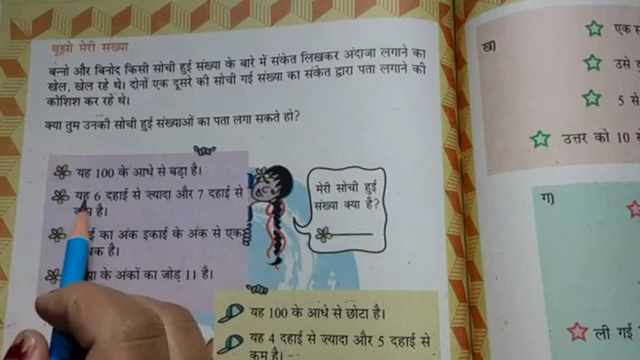 बूझो मेरी संख्या
बन्नो और बिनोद किसी सोची हुई संख्या के बारे में संकेत लिखकर अंदाजा लगाने का
खेल, खेल रहे थे। दोनों एक दूसरे की सोची गई संख्या का संकेत द्वारा पता लगाने की
कोशिश कर रहे थे।
क्या तुम उनकी सोची हुई संख्याओं का पता लगा सकते हो?
यह 100 के आधे से बड़ा है।
यह 6 दहाई से ज़्यादा और 7 दहाई से
कम है।
का अंक इकाई के अंक से एक
है।
के अंकों का जोड़ 11 है।
मेरी सोची हुई
संख्या क्या है?
यह 100 के आधे से छोटा है।
यह 4 दहाई से ज़्यादा और 5 दहाई से
कम है।
ख)
एक
उसे
5 से
उत्तर को 10 से
ग)
ली गई